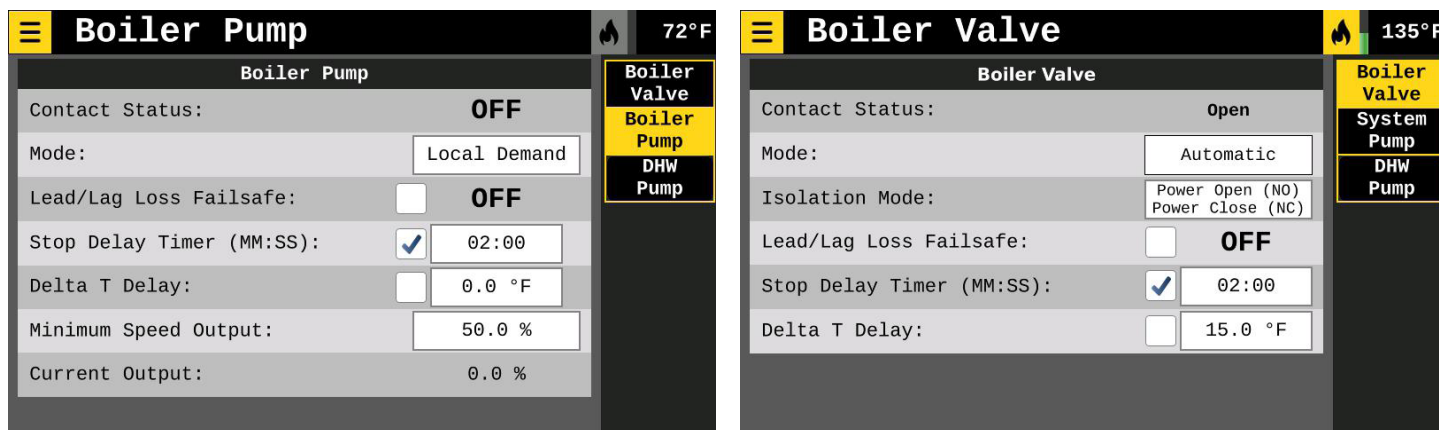 Boiler Pump
72°F
Boiler Pump
Contact Status: OFF
Mode: Local Demand
Lead/Lag Loss Failsafe: OFF
Stop Delay Timer (MM:SS): 02:00
Delta T Delay: 0.0 °F
Minimum Speed Output: 50.0 %
Current Output: 0.0 %
Boiler
Valve
Boiler
Pump
DHW
Pump
Boiler Valve
135°F
Boiler Valve
Contact Status: Open
Mode: Automatic
Isolation Mode:
Power Open (NO)
Power Close (NC)
Lead/Lag Loss Failsafe: OFF
Stop Delay Timer (MM:SS): 02:00
Delta T Delay: 15.0 °F
Boiler
Valve
System
Pump
DHW
Pump